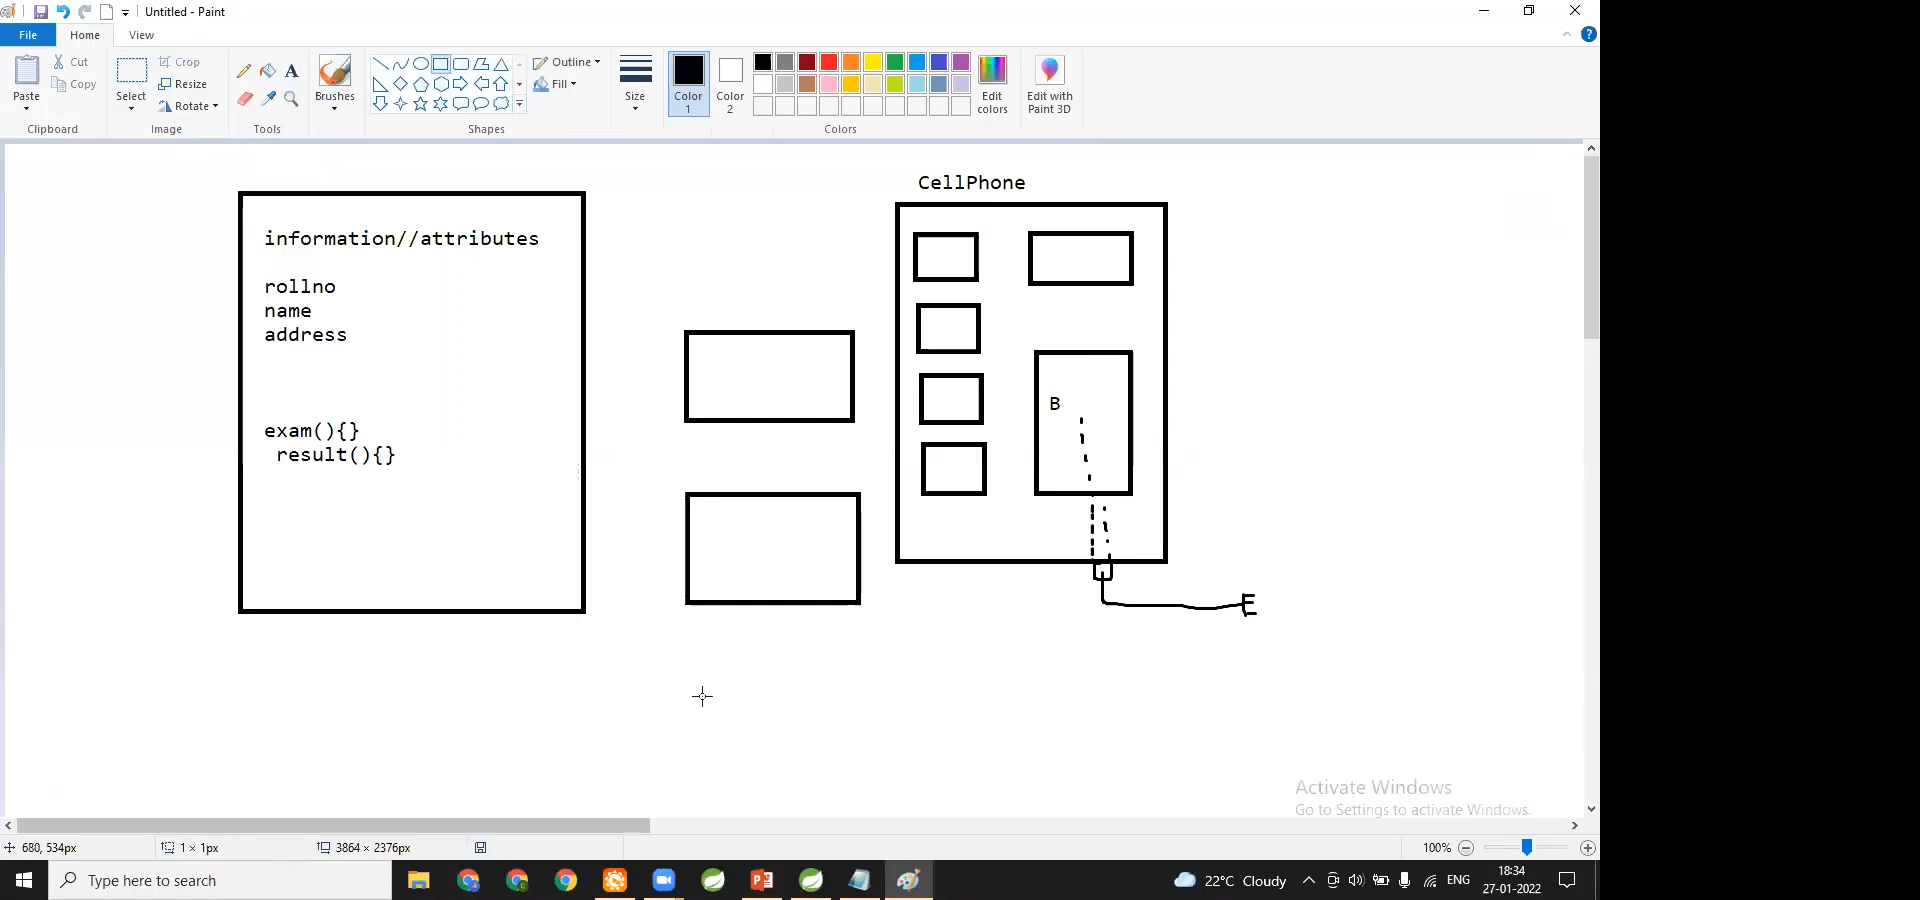 Untitled - Paint
File
Home
View
Paste
Cut
Copy
Clipboard
Select
Crop
Resize
Rotate
Image
A
Tools
Brushes
Shapes
Outline
Fill
Size
Color 1
Color 2
Edit colors
Colors
Edit with Paint 3D
information//attributes
rollno
name
address
exam(){}
result(){}
CellPhone
B
Activate Windows
Go to Settings to activate Windows.
680, 534px
1 × 1px
3864 × 2376px
100%
Type here to search
22°C Cloudy
ENG
18:34
27-01-2022